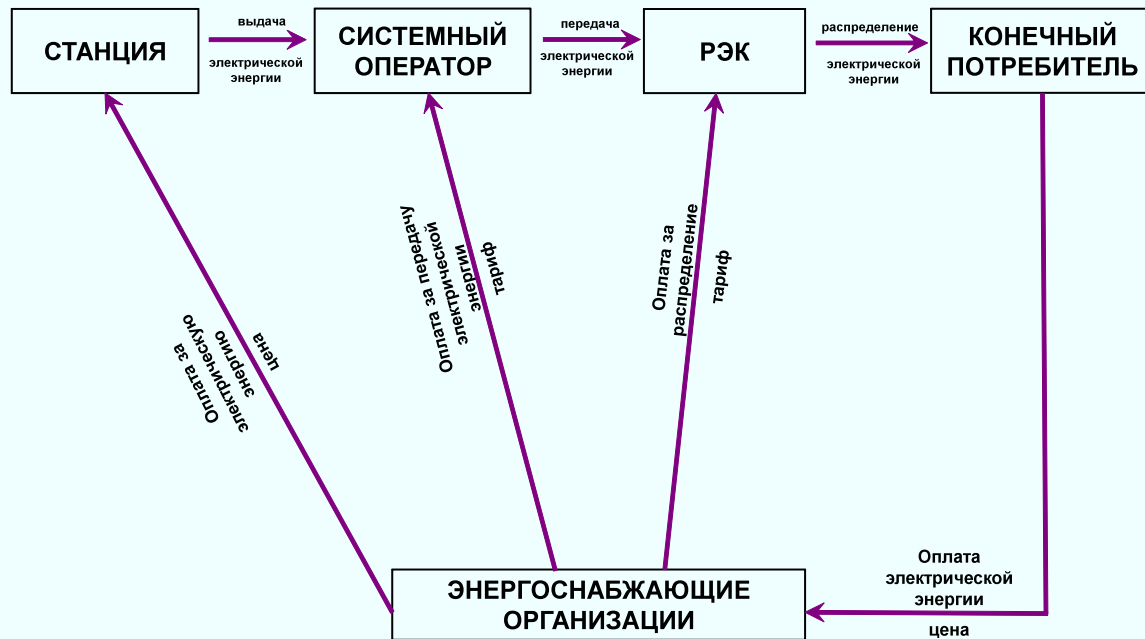 СТАНЦИЯ
выдача
электрической
энергии
СИСТЕМНЫЙ
ОПЕРАТОР
передача
электрической
энергии
РЭК
распределение
электрической
энергии
КОНЕЧНЫЙ
ПОТРЕБИТЕЛЬ
Оплата за
электрическую
энергию
цена
Оплата за передачу
электрической
энергии
тариф
Оплата за
распределение
тариф
Оплата
электрической
энергии
цена
ЭНЕРГОСНАБЖАЮЩИЕ
ОРГАНИЗАЦИИ